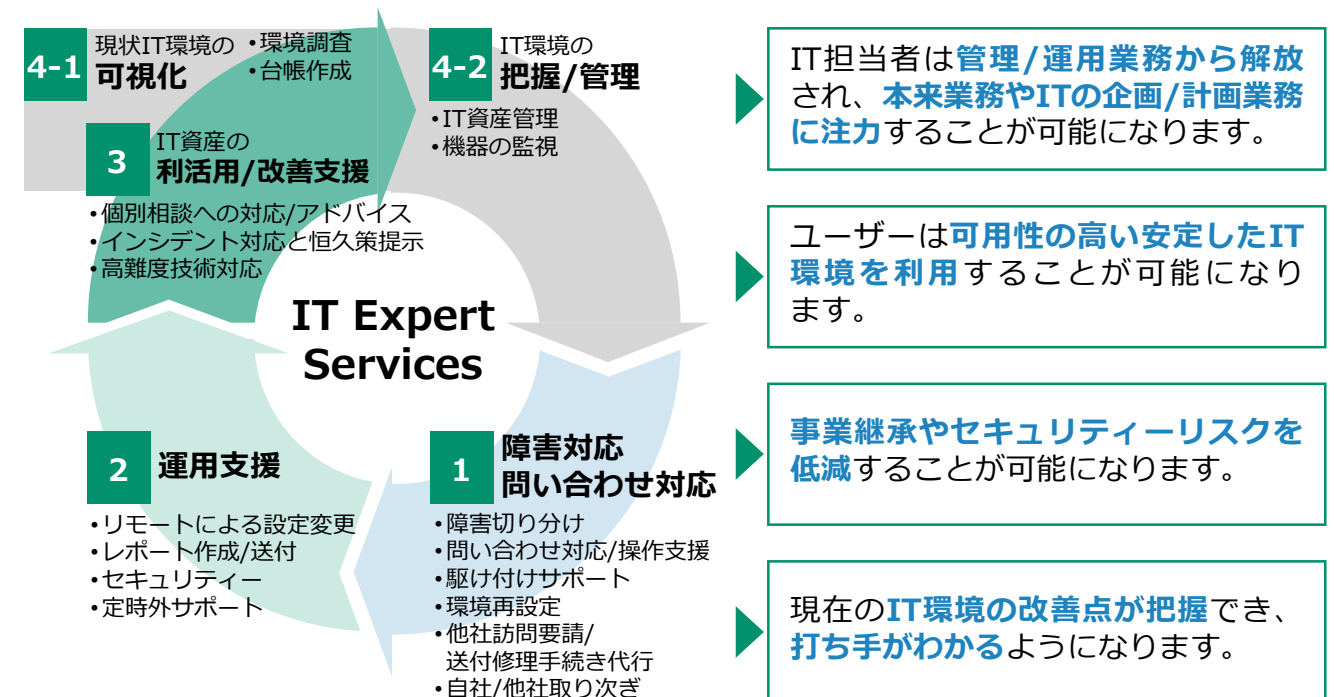 4-1
現状IT環境の
可視化
•環境調査
•台帳作成
4-2
IT環境の
把握/管理
•IT資産管理
•機器の監視
3
IT資産の
利活用/改善支援
•個別相談への対応/アドバイス
•インシデント対応と恒久策提示
•高難度技術対応
IT Expert
Services
2
運用支援
•リモートによる設定変更
•レポート作成/送付
•セキュリティー
•定時外サポート
1
障害対応
問い合わせ対応
•障害切り分け
•問い合わせ対応/操作支援
•駆け付けサポート
•環境再設定
•他社訪問要請/
送付修理手続き代行
•自社/他社取り次ぎ
IT担当者は管理/運用業務から解放
され、本来業務やITの企画/計画業務
に注力することが可能になります。
ユーザーは可用性の高い安定したIT
環境を利用することが可能になり
ます。
事業継承やセキュリティーリスクを
低減することが可能になります。
現在のIT環境の改善点が把握でき、
打ち手がわかるようになります。